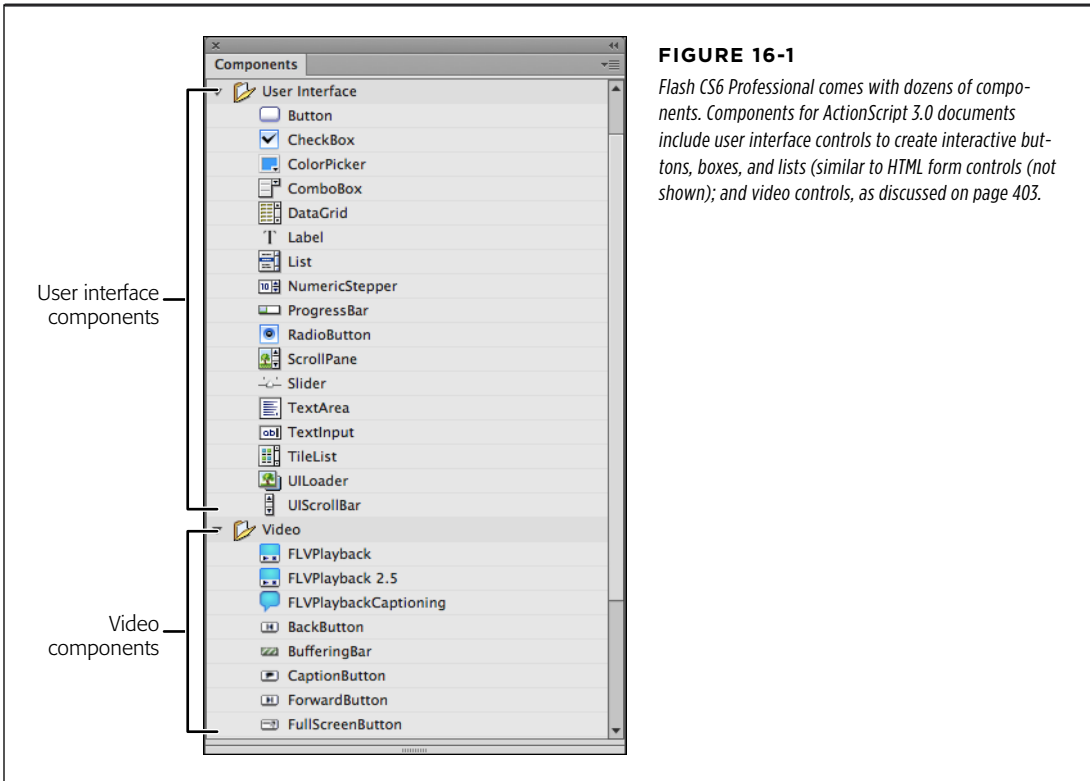 Components
User Interface
Button
CheckBox
ColorPicker
ComboBox
DataGrid
Label
List
NumericStepper
ProgressBar
RadioButton
ScrollPane
Slider
TextArea
TextInput
TileList
UILoader
UIScrollBar
Video
FLVPlayback
FLVPlayback 2.5
FLVPlaybackCaptioning
BackButton
BufferingBar
CaptionButton
ForwardButton
FullScreenButton
User interface
components
Video
components
FIGURE 16-1
Flash CS6 Professional comes with dozens of compo-
nents. Components for ActionScript 3.0 documents
include user interface controls to create interactive but-
tons, boxes, and lists (similar to HTML form controls (not
shown); and video controls, as discussed on page 403.